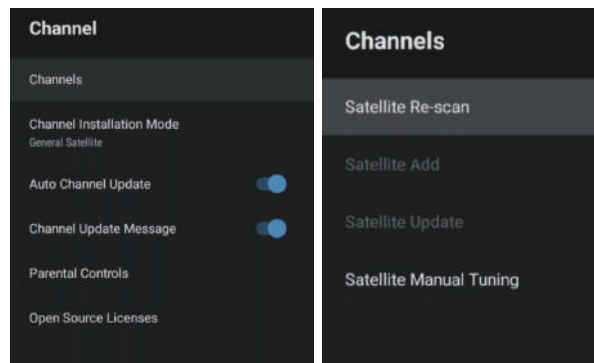 Channel
Channels
Channel Installation Mode
General Satellite
Auto Channel Update
Channel Update Message
Parental Controls
Open Source Licenses
Channels
Satellite Re-scan
Satellite Add
Satellite Update
Satellite Manual Tuning